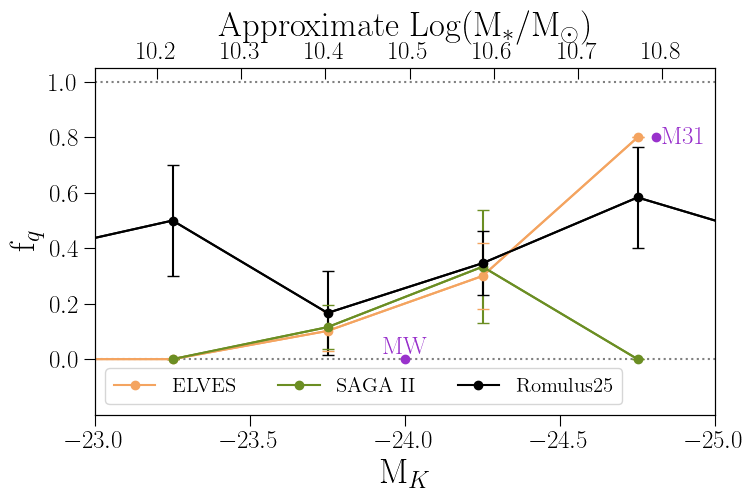 Approximate Log(M*/M⊙)
10.2 10.3 10.4 10.5 10.6 10.7 10.8
1.0
0.8
0.6
0.4
0.2
0.0
f_q
M31
MW
ELVES SAGA II Romulus25
−23.0 −23.5 −24.0 −24.5 −25.0
M_K